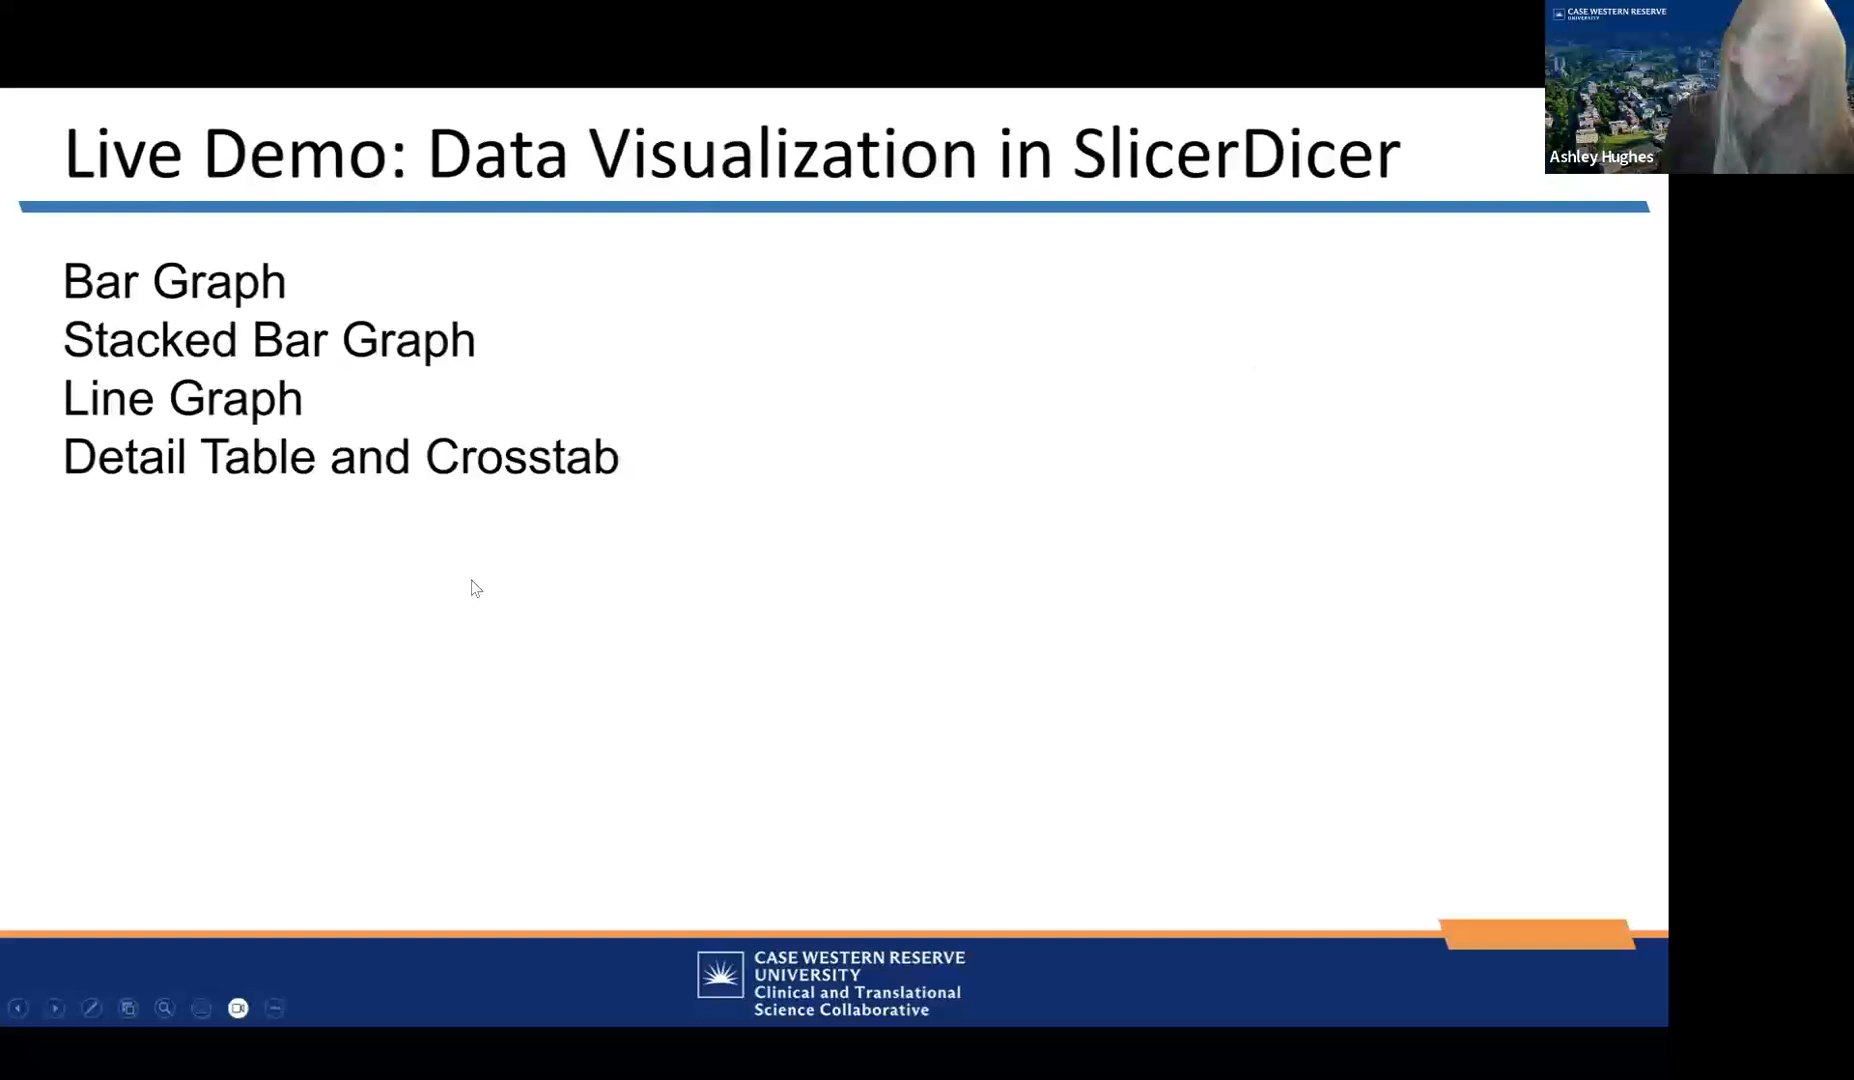 CASE WESTERN RESERVE
UNIVERSITY
Ashley Hughes
Live Demo: Data Visualization in SlicerDicer
Bar Graph
Stacked Bar Graph
Line Graph
Detail Table and Crosstab
CASE WESTERN RESERVE
UNIVERSITY
Clinical and Translational
Science Collaborative